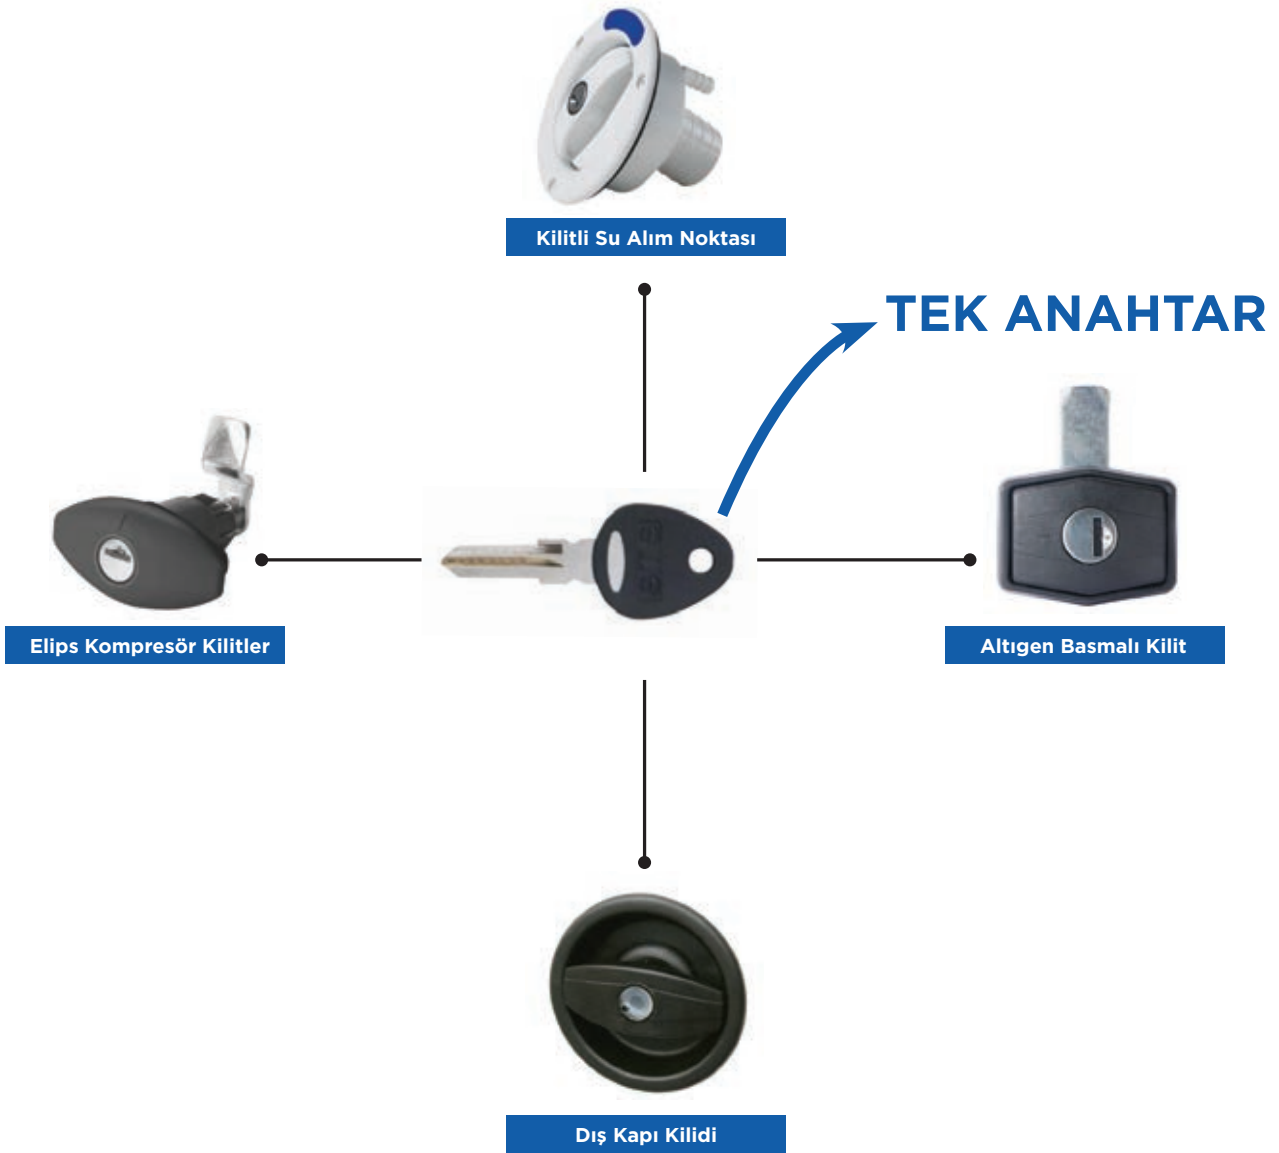 Kilitli Su Alım Noktası
TEK ANAHTAR
Elips Kompresör Kilitler
Altıgen Basmalı Kilit
Dış Kapı Kilidi